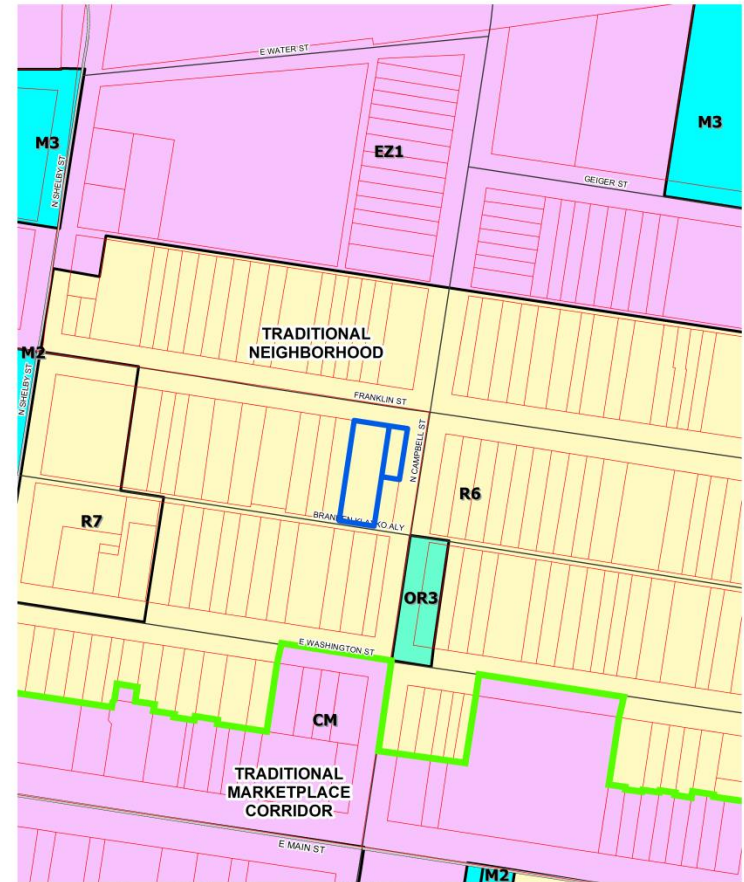 E WATER ST
M3
M3
EZ1
N SHELBY ST
GEIGER ST
TRADITIONAL
NEIGHBORHOOD
M2
N SHELBY ST
FRANKLIN ST
N CAMPBELL ST
R6
R7
OR3
E WASHINGTON ST
CM
TRADITIONAL
MARKETPLACE
CORRIDOR
E MAIN ST
M2